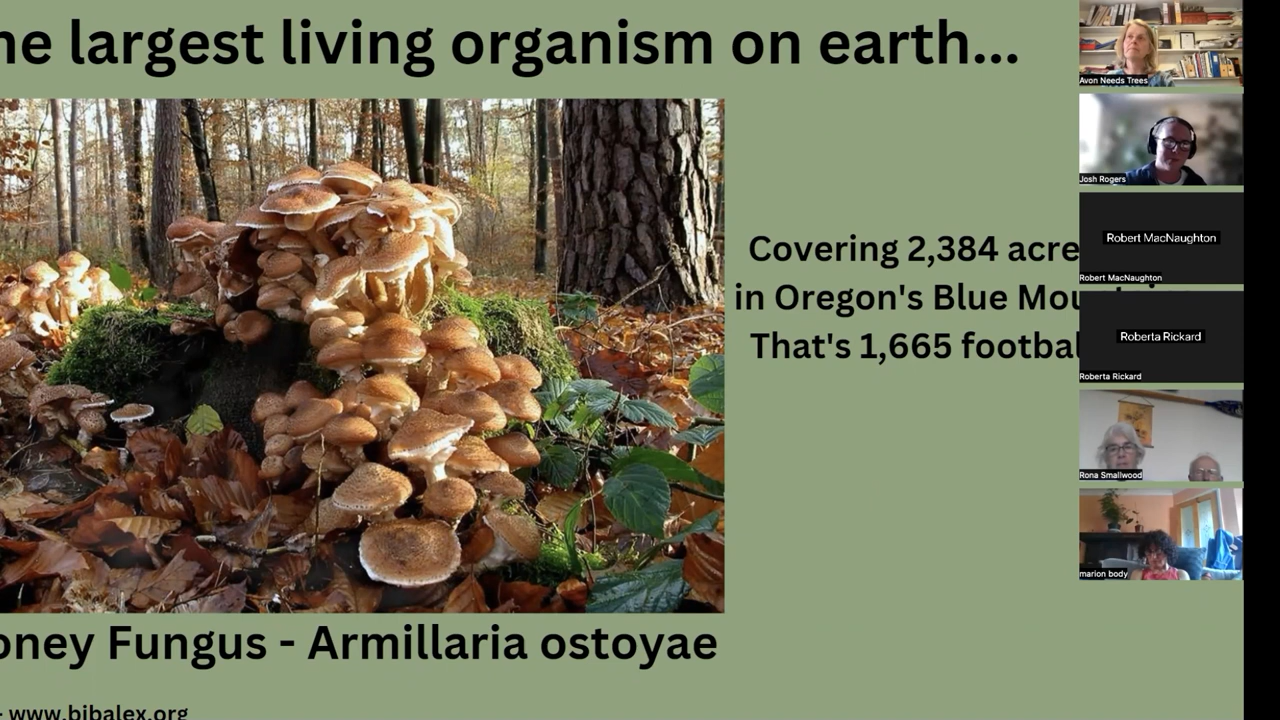 he largest living organism on earth...
Covering 2,384 acre
in Oregon's Blue Mou
That's 1,665 footbal
oney Fungus - Armillaria ostoyae
- www.bibalex.org
Avon Needs Trees
Josh Rogers
Robert MacNaughton
Robert MacNaughton
Roberta Rickard
Roberta Rickard
Rona Smallwood
marion body